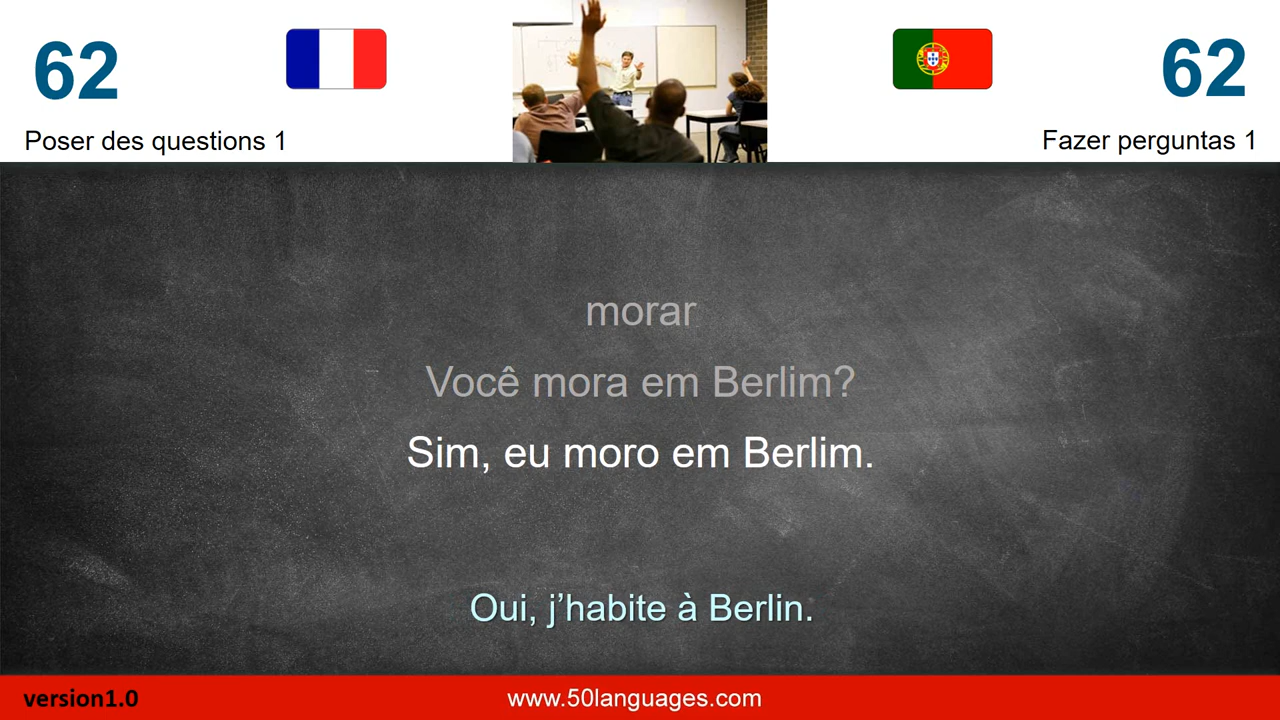 62
62
Poser des questions 1
Fazer perguntas 1
morar
Você mora em Berlim?
Sim, eu moro em Berlim.
Oui, j’habite à Berlin.
version1.0
www.50languages.com